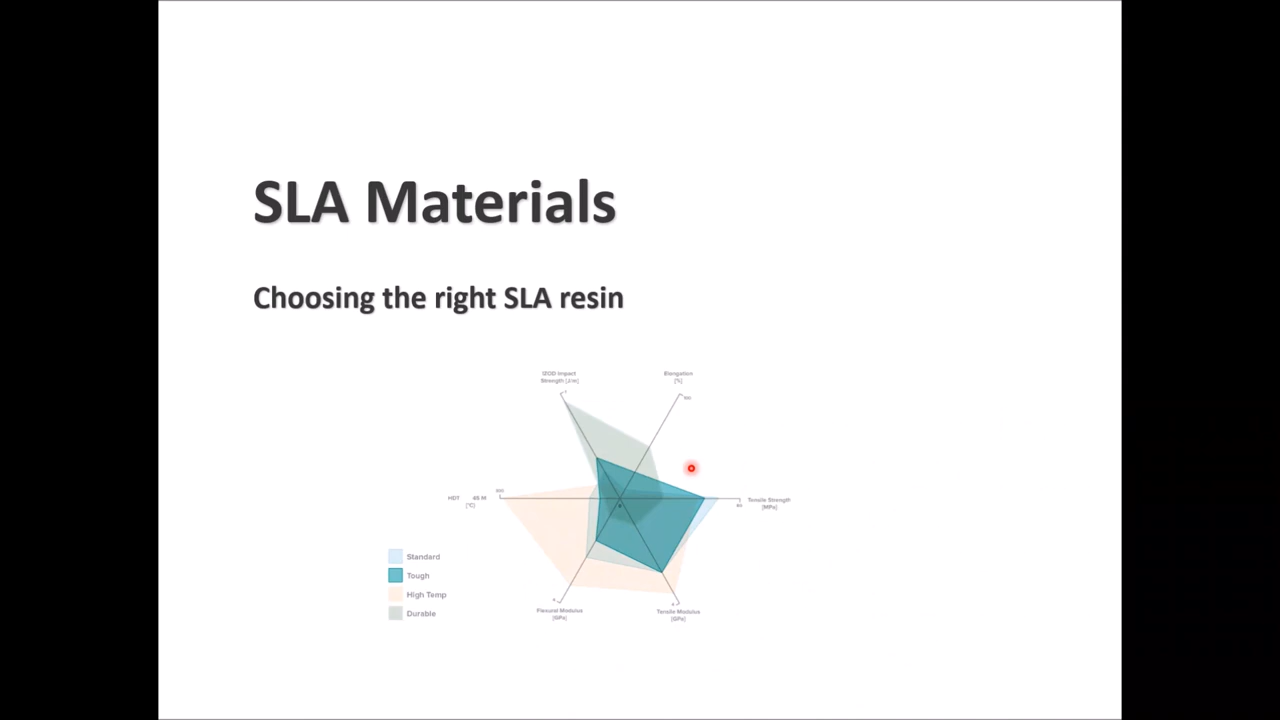 SLA Materials
Choosing the right SLA resin
IZOD Impact
Strength [J/m]
Elongation
[%]
HDT
[°C]
Tensile Strength
[MPa]
Standard
Tough
High Temp
Durable
Flexural Modulus
[GPa]
Tensile Modulus
[GPa]